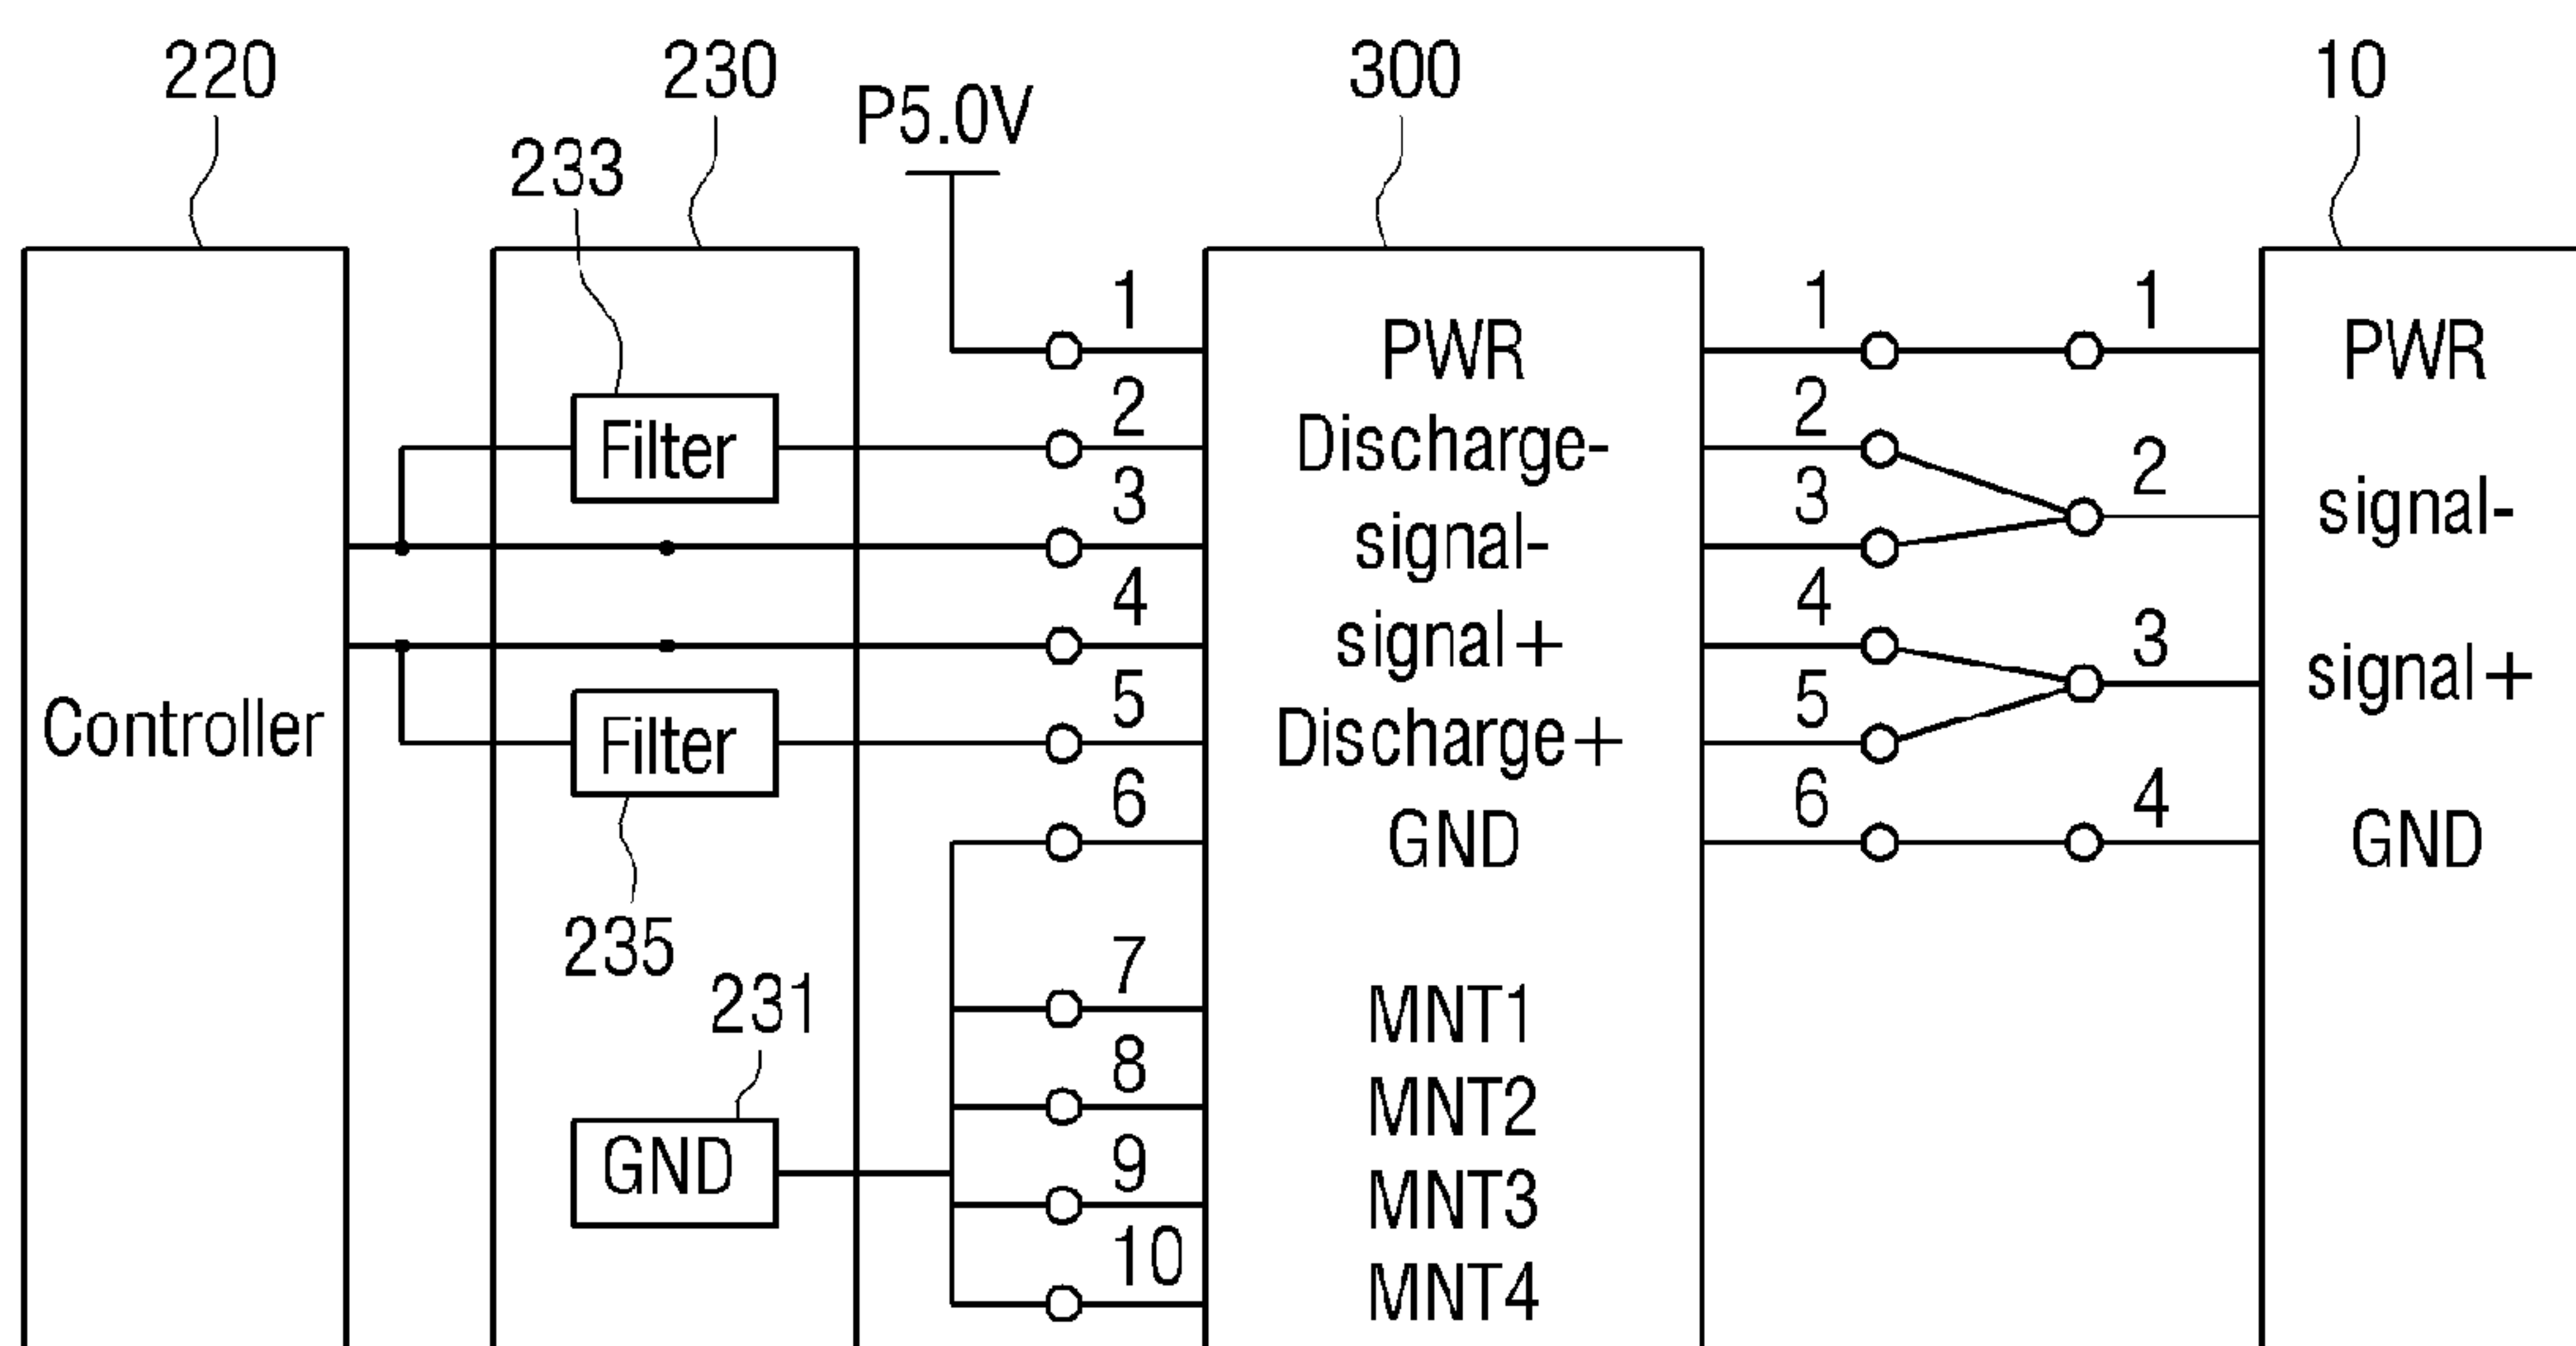 220
230
P5.0V
300
10
233
1
PWR
1
1
PWR
2
Filter
Discharge-
2
3
signal-
3
2
signal-
4
signal+
4
3
signal+
Controller
5
Filter
Discharge+
5
6
GND
6
4
GND
235
231
7
MNT1
8
MNT2
GND
9
MNT3
10
MNT4